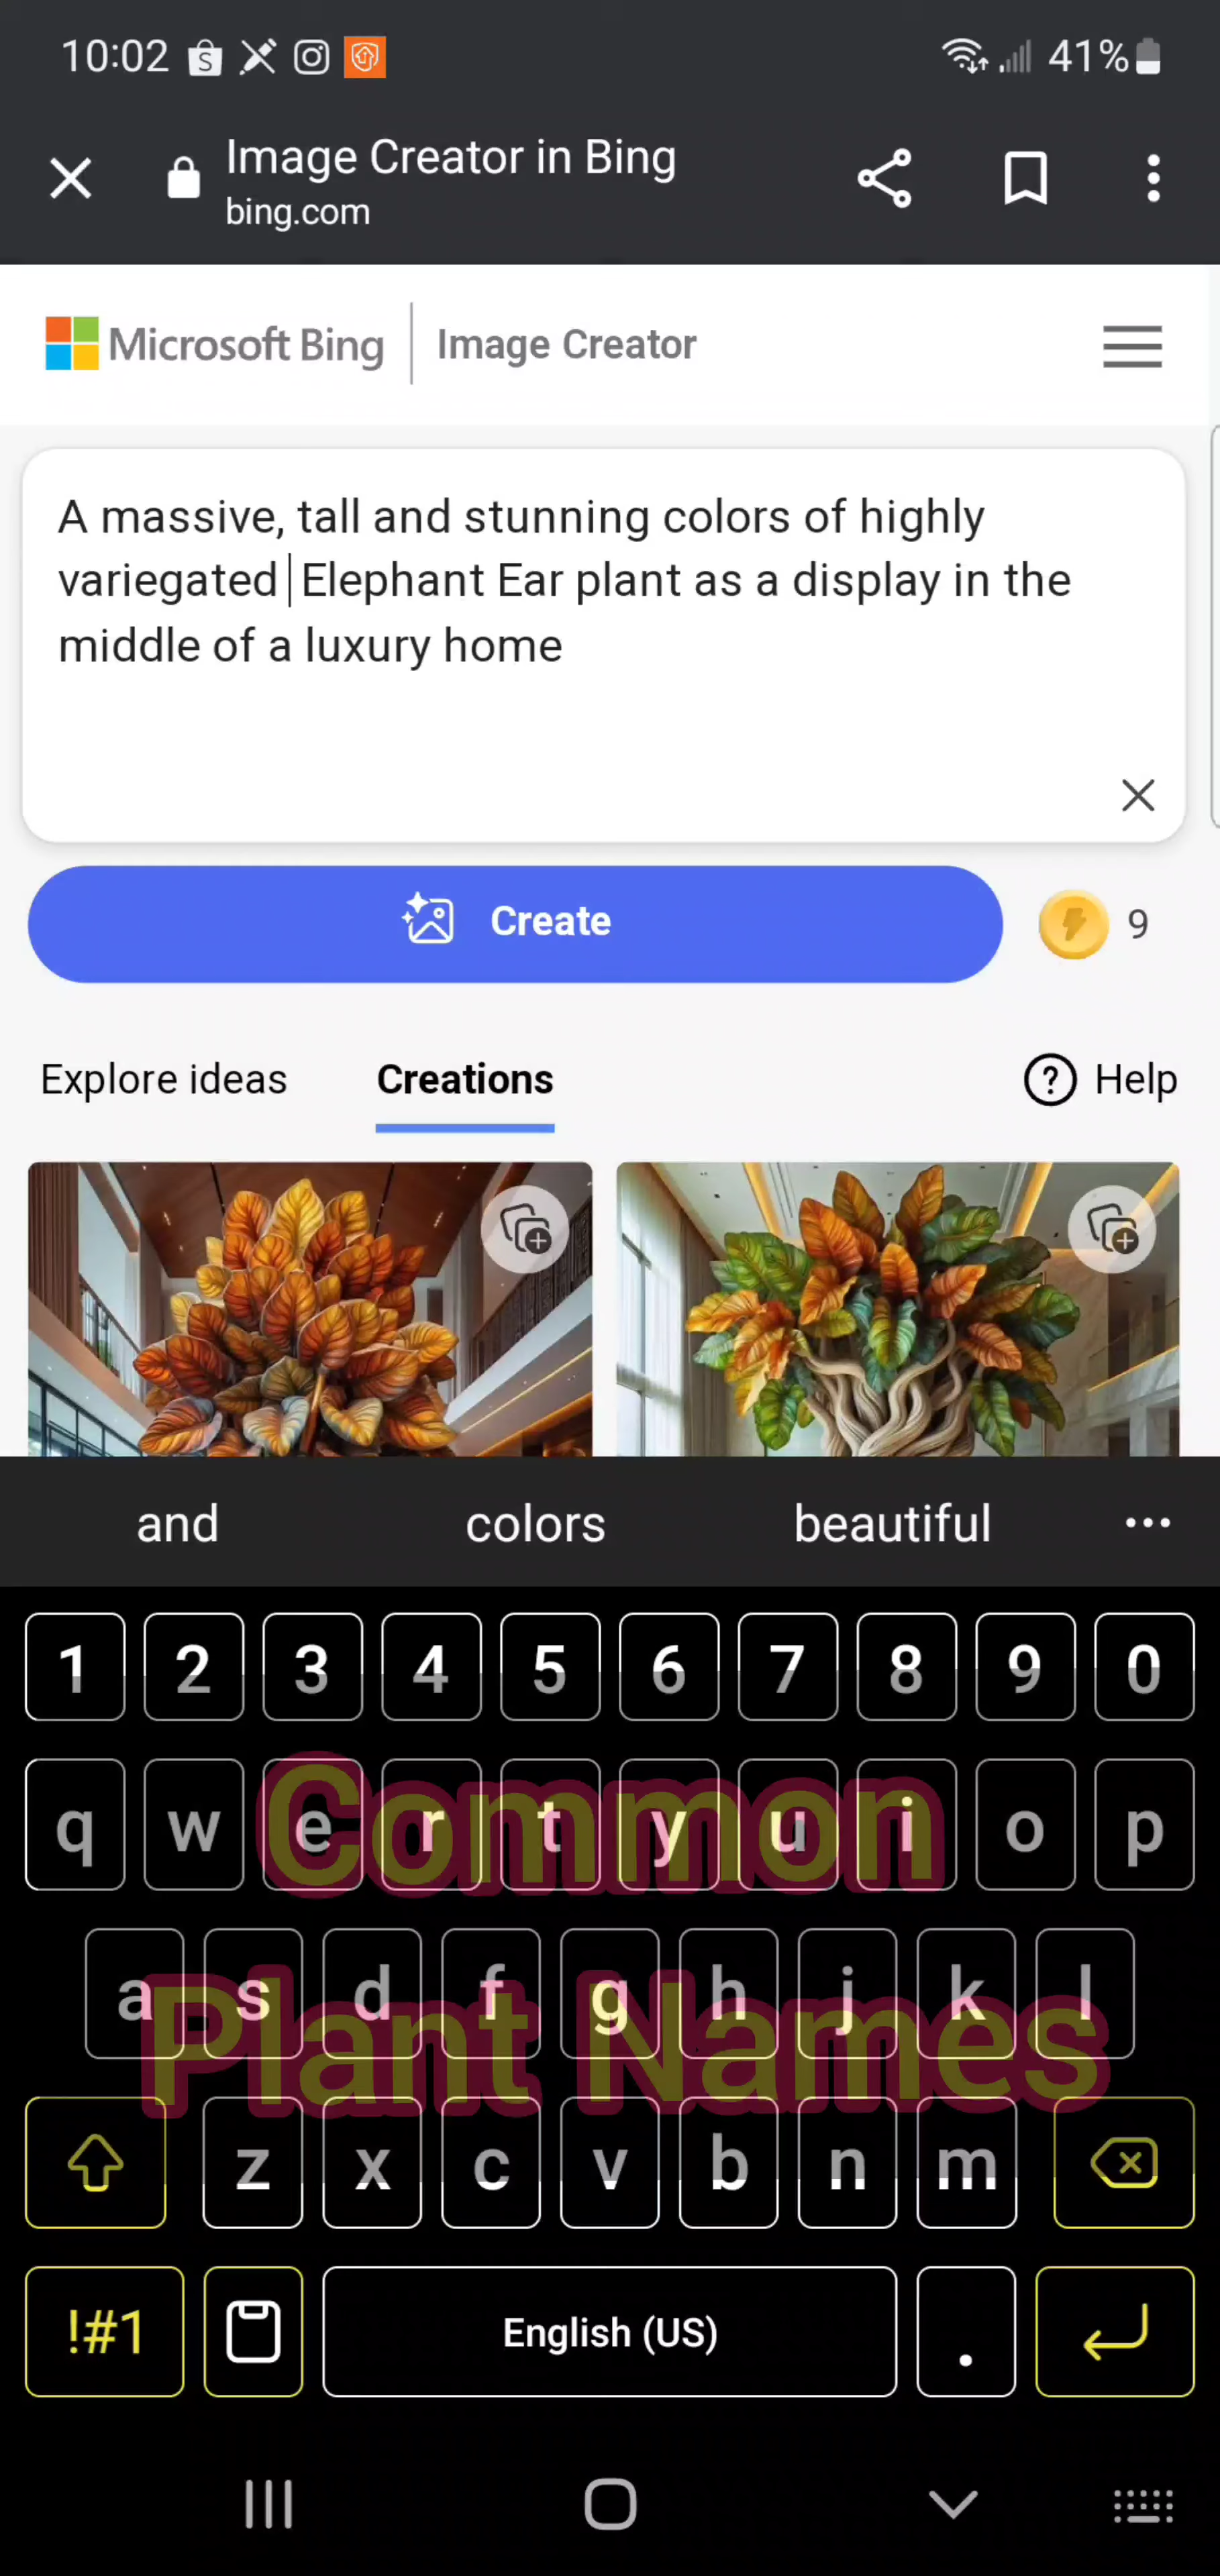 10:02
41%
Image Creator in Bing
bing.com
Microsoft Bing
Image Creator
A massive, tall and stunning colors of highly
variegated Elephant Ear plant as a display in the
middle of a luxury home
Create
9
Explore ideas
Creations
? Help
and colors beautiful ...
1 2 3 4 5 6 7 8 9 0
q w e r t y u i o p
Common
a s d f g h j k l
Plant Names
z x c v b n m
!#1 English (US) .